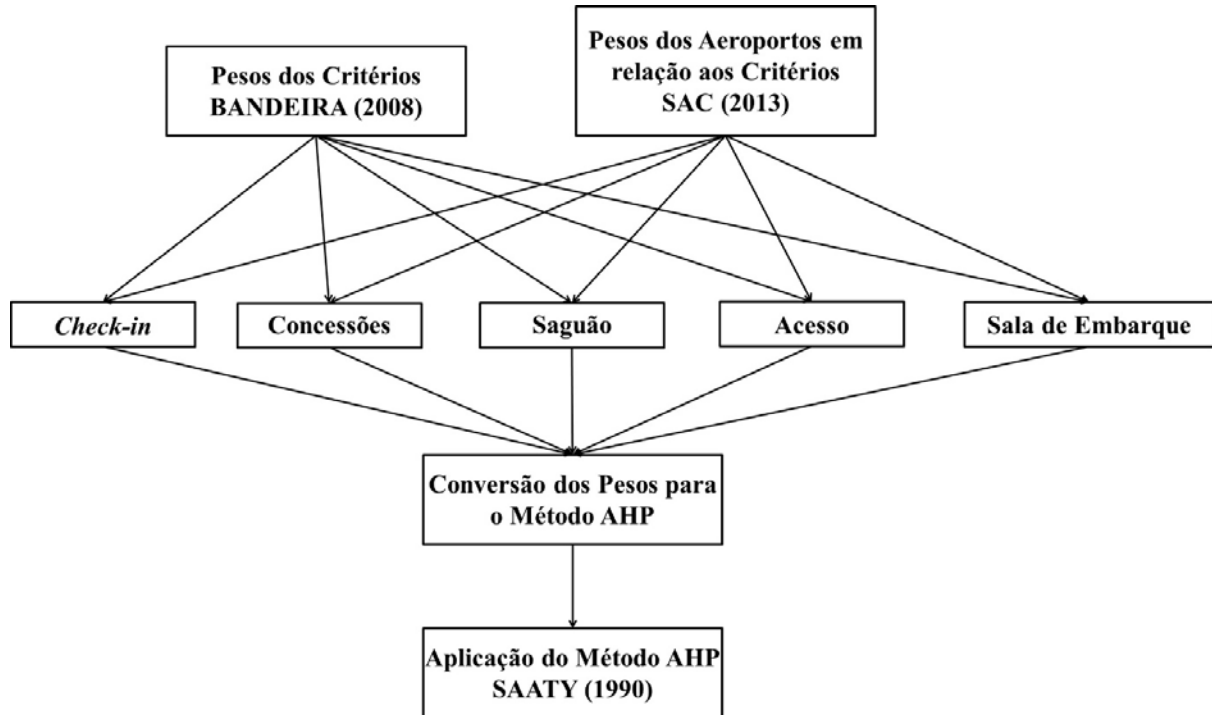 Pesos dos Critérios
BANDEIRA (2008)
Pesos dos Aeroportos em
relação aos Critérios
SAC (2013)
Check-in
Concessões
Saguão
Acesso
Sala de Embarque
Conversão dos Pesos para
o Método AHP
Aplicação do Método AHP
SAATY (1990)